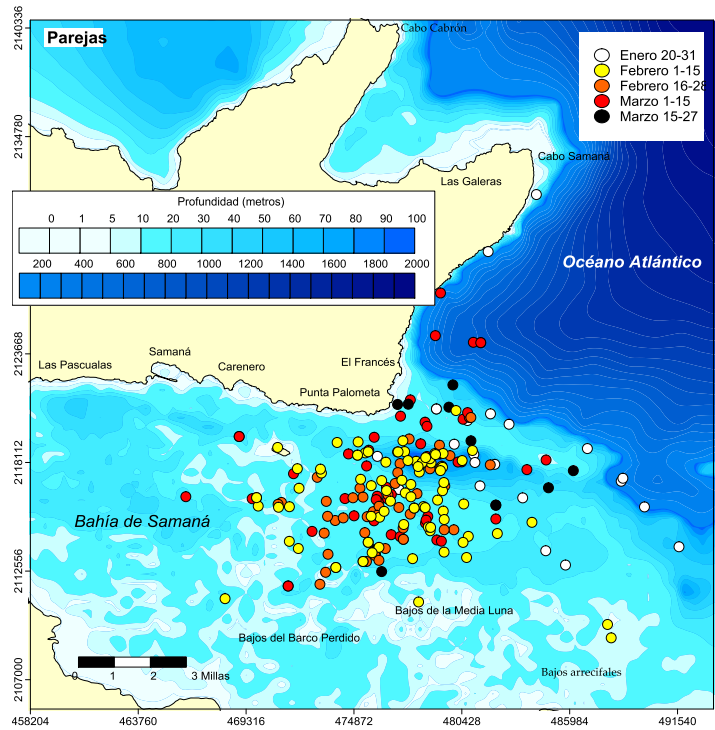 2140336
2134780
2123668
2118112
2112556
2107000
Parejas
Cabo Cabrón
Enero 20-31
Febrero 1-15
Febrero 16-28
Marzo 1-15
Marzo 15-27
Cabo Samaná
Las Galeras
Profundidad (metros)
0 1 5 10 20 30 40 60 70 80 90 100
200 400 600 800 1000 1200 1400 1600 1800 2000
Océano Atlántico
Samaná
Las Pascualas
Carenero
El Francés
Punta Palometa
Bahía de Samaná
Bajos de la Media Luna
Bajos del Barco Perdido
Bajos arrecifales
0 1 2 3 Millas
458204 463760 469316 474872 480428 485984 491540